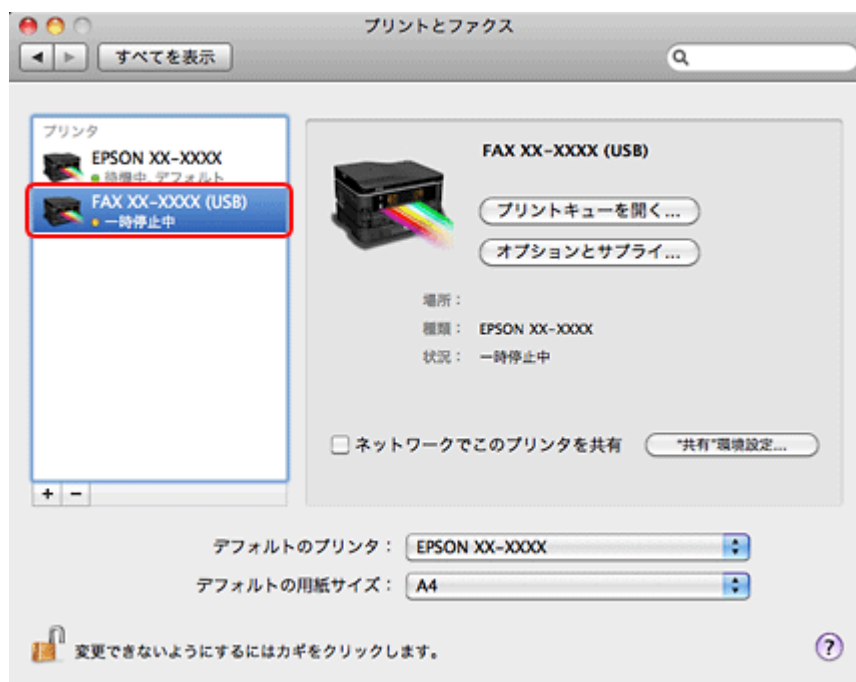 プリントとファクス
すべてを表示
プリンタ
EPSON XX-XXXX
待機中, デフォルト
FAX XX-XXXX (USB)
一時停止中
FAX XX-XXXX (USB)
プリントキューを開く...
オプションとサプライ...
場所：
種類： EPSON XX-XXXX
状況： 一時停止中
ネットワークでこのプリンタを共有 "共有"環境設定...
+ −
デフォルトのプリンタ： EPSON XX-XXXX
デフォルトの用紙サイズ： A4
変更できないようにするにはカギをクリックします。 ?